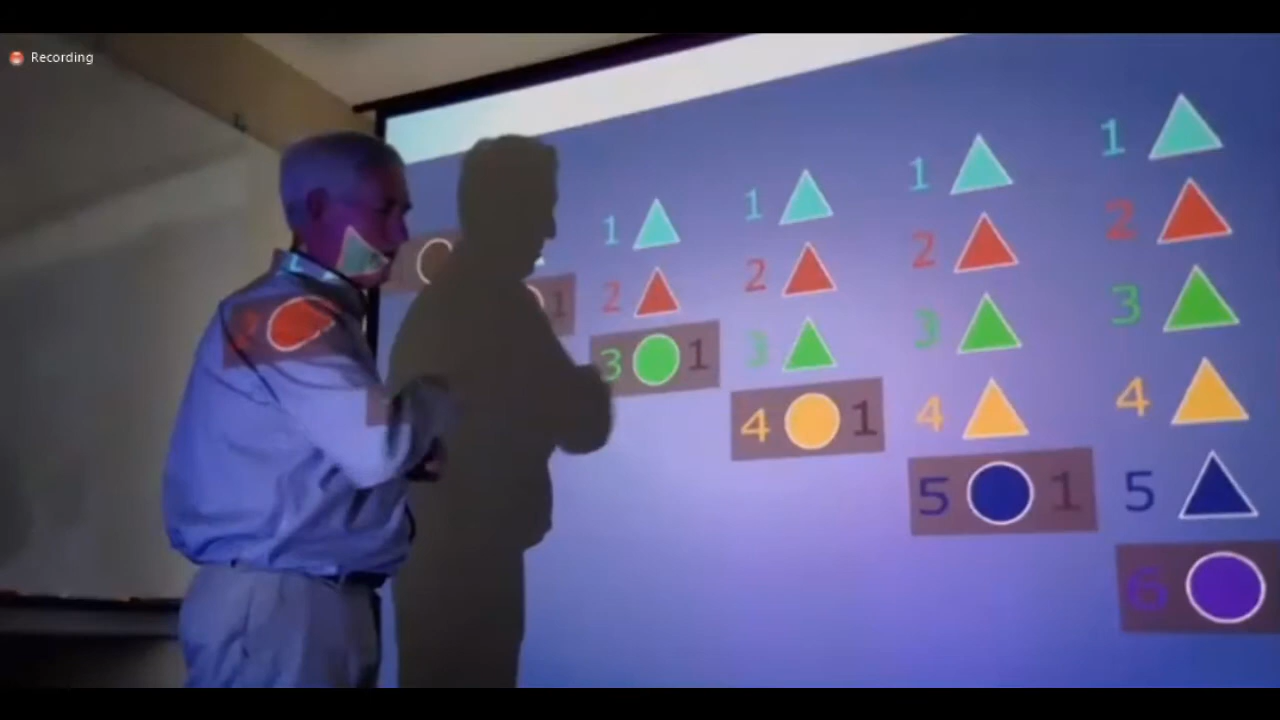 Recording
1 1 1 1
2 2 2 2
3 1 3 3 3
4 1 4 4
5 1 5
6